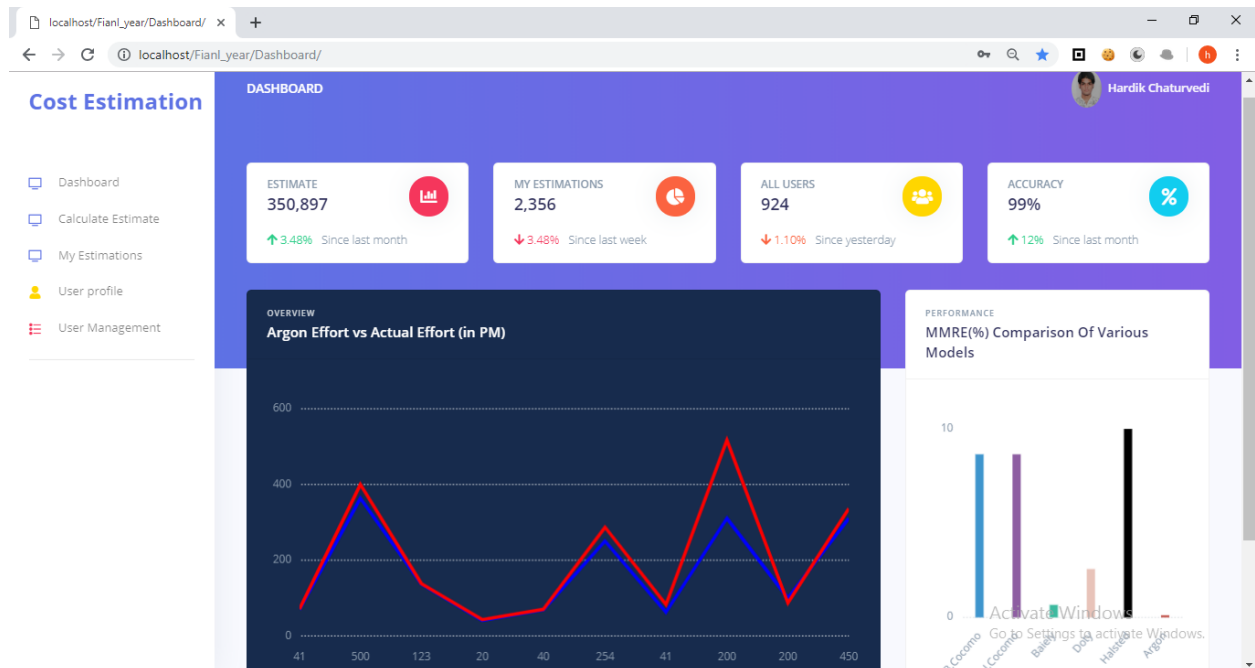 localhost/Fianl_year/Dashboard/
localhost/Fianl_year/Dashboard/
h
Cost Estimation
Dashboard
Calculate Estimate
My Estimations
User profile
User Management
DASHBOARD
Hardik Chaturvedi
ESTIMATE
350,897
3.48% Since last month
MY ESTIMATIONS
2,356
3.48% Since last week
ALL USERS
924
1.10% Since yesterday
ACCURACY
99%
%
12% Since last month
OVERVIEW
Argon Effort vs Actual Effort (in PM)
600
400
200
0
41 500 123 20 40 254 41 200 200 450
PERFORMANCE
MMRE(%) Comparison Of Various
Models
10
0
Baiely Doty Argon
Activate Windows
Go to Settings to activate Windows.